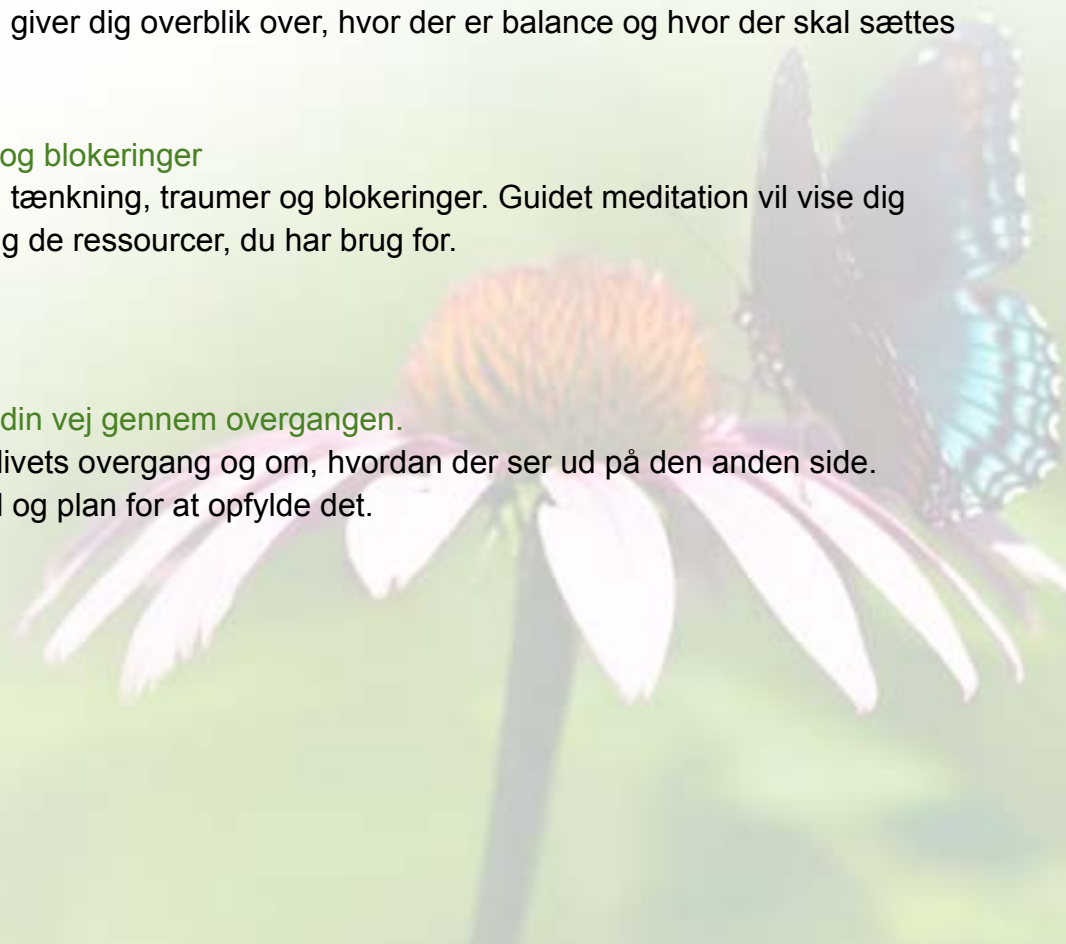 giver dig overblik over, hvor der er balance og hvor der skal sættes
og blokeringer
tænkning, traumer og blokeringer. Guidet meditation vil vise dig
g de ressourcer, du har brug for.
din vej gennem overgangen.
livets overgang og om, hvordan der ser ud på den anden side.
og plan for at opfylde det.